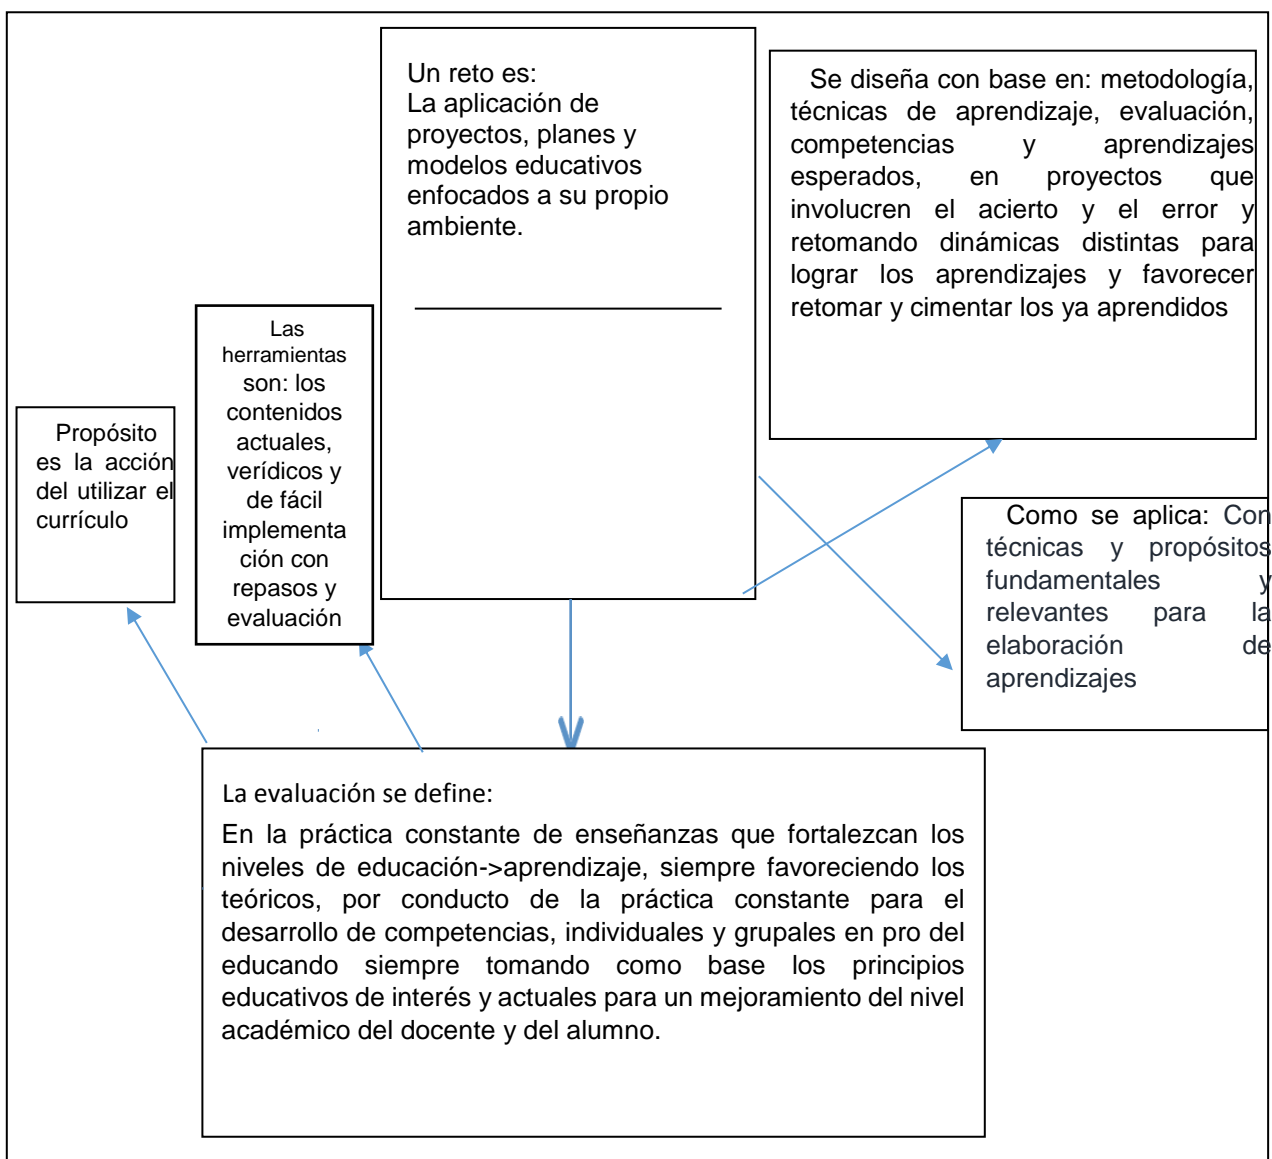 Un reto es:
La aplicación de
proyectos, planes y
modelos educativos
enfocados a su propio
ambiente.
Se diseña con base en: metodología,
técnicas de aprendizaje, evaluación,
competencias y aprendizajes
esperados, en proyectos que
involucren el acierto y el error y
retomando dinámicas distintas para
lograr los aprendizajes y favorecer
retomar y cimentar los ya aprendidos
Las
herramientas
son: los
contenidos
actuales,
verídicos y
de fácil
implementa
ción con
repasos y
evaluación
Propósito
es la acción
del utilizar el
currículo
Como se aplica: Con
técnicas y propósitos
fundamentales y
relevantes para la
elaboración de
aprendizajes
La evaluación se define:
En la práctica constante de enseñanzas que fortalezcan los
niveles de educación->aprendizaje, siempre favoreciendo los
teóricos, por conducto de la práctica constante para el
desarrollo de competencias, individuales y grupales en pro del
educando siempre tomando como base los principios
educativos de interés y actuales para un mejoramiento del nivel
académico del docente y del alumno.